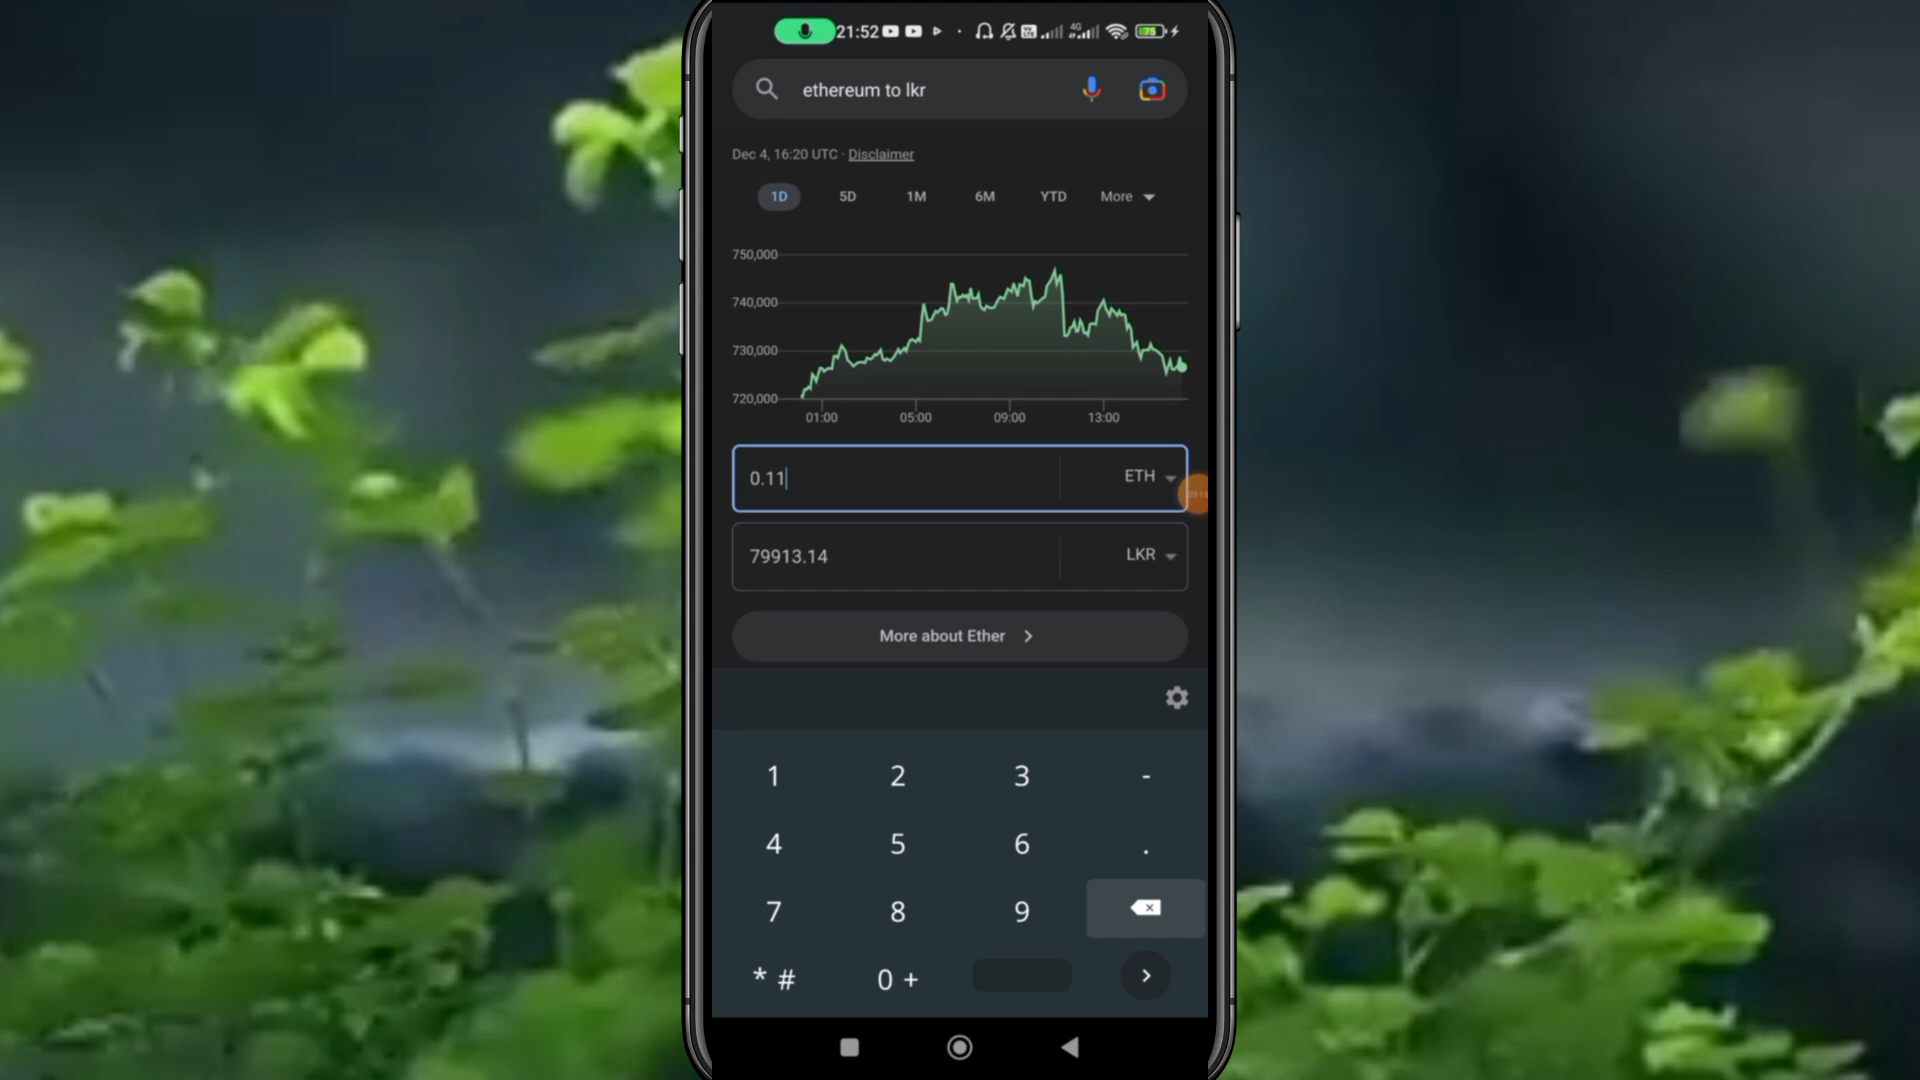 21:52 4G 75
ethereum to lkr
Dec 4, 16:20 UTC · Disclaimer
1D 5D 1M 6M YTD More
750,000
740,000
730,000
720,000
01:00 05:00 09:00 13:00
0.11 ETH
79913.14 LKR
More about Ether
1 2 3 -
4 5 6 .
7 8 9
* # 0 +